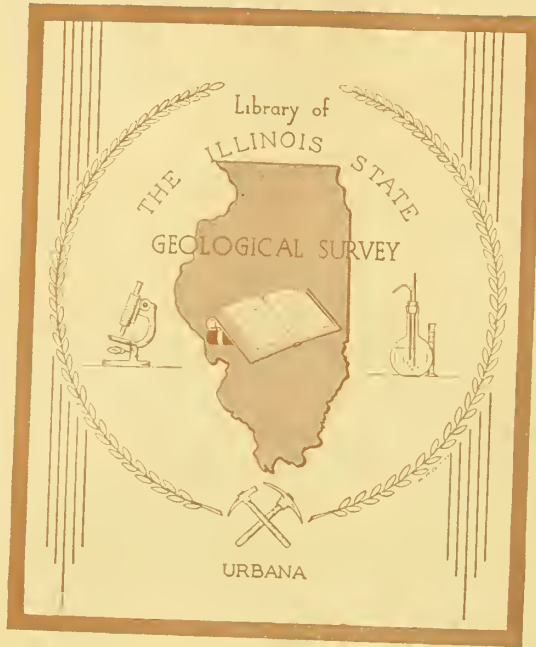 Library of
THE ILLINOIS STATE
GEOLOGICAL SURVEY
URBANA